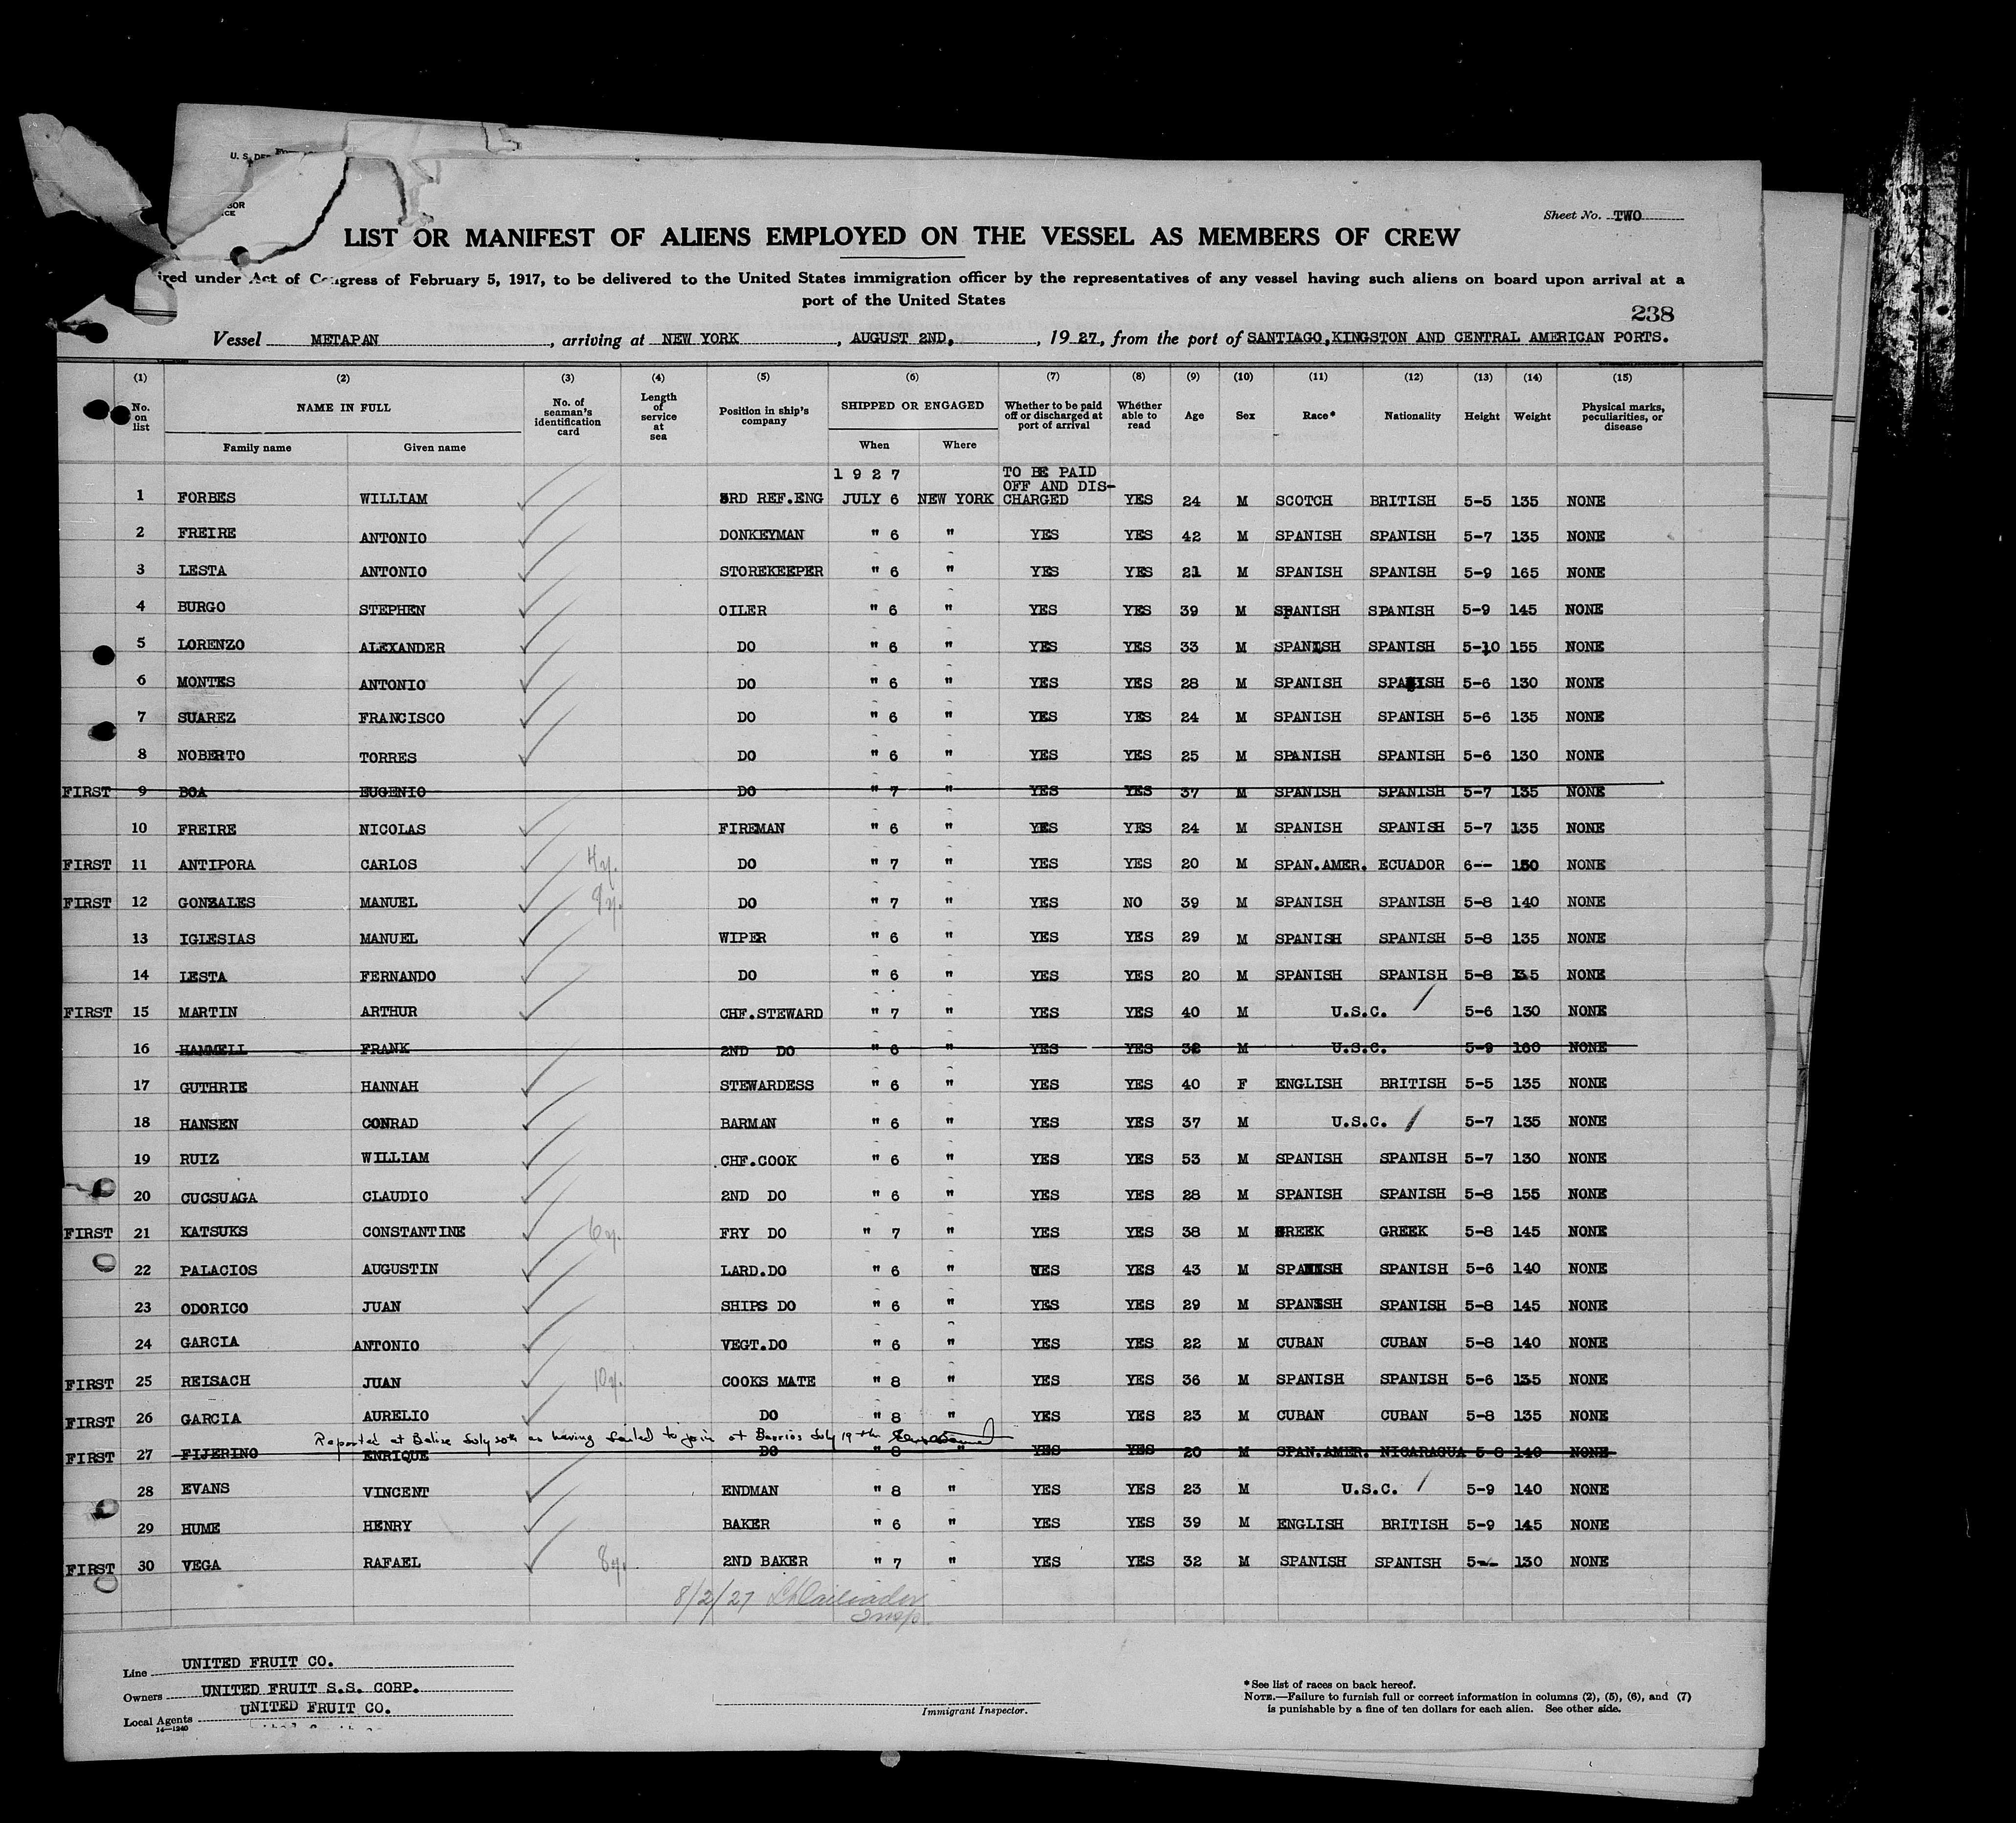 U. S. DE
BOR
ICE
Sheet No. TWO
LIST OR MANIFEST OF ALIENS EMPLOYED ON THE VESSEL AS MEMBERS OF CREW
ired under Act of Congress of February 5, 1917, to be delivered to the United States immigration officer by the representatives of any vessel having such aliens on board upon arrival at a
port of the United States
238
Vessel METAPAN, arriving at NEW YORK, AUGUST 2ND, , 19 27, from the port of SANTIAGO, KINGSTON AND CENTRAL AMERICAN PORTS.
(1) (2) (3) (4) (5) (6) (7) (8) (9) (10) (11) (12) (13) (14) (15)
No. on list NAME IN FULL Family name Given name No. of seaman's identification card Length of service at sea Position in ship's company SHIPPED OR ENGAGED When Where Whether to be paid off or discharged at port of arrival Whether able to read Age Sex Race* Nationality Height Weight Physical marks, peculiarities, or disease
1927 TO BE PAID OFF AND DIS-
1 FORBES WILLIAM 3RD REF.ENG JULY 6 NEW YORK CHARGED YES 24 M SCOTCH BRITISH 5-5 135 NONE
2 FREIRE ANTONIO DONKEYMAN " 6 " YES YES 42 M SPANISH SPANISH 5-7 135 NONE
3 LESTA ANTONIO STOREKEEPER " 6 " YES YES 21 M SPANISH SPANISH 5-9 165 NONE
4 BURGO STEPHEN OILER " 6 " YES YES 39 M SPANISH SPANISH 5-9 145 NONE
5 LORENZO ALEXANDER DO " 6 " YES YES 33 M SPANISH SPANISH 5-10 155 NONE
6 MONTES ANTONIO DO " 6 " YES YES 28 M SPANISH SPANISH 5-6 130 NONE
7 SUAREZ FRANCISCO DO " 6 " YES YES 24 M SPANISH SPANISH 5-6 135 NONE
8 NOBERTO TORRES DO " 6 " YES YES 25 M SPANISH SPANISH 5-6 130 NONE
FIRST 9 BOA EUGENIO DO " 7 " YES YES 37 M SPANISH SPANISH 5-7 135 NONE
10 FREIRE NICOLAS FIREMAN " 6 " YES YES 24 M SPANISH SPANISH 5-7 135 NONE
FIRST 11 ANTIPORA CARLOS 4y. DO " 7 " YES YES 20 M SPAN.AMER. ECUADOR 6-- 150 NONE
FIRST 12 GONZALES MANUEL 9y. DO " 7 " YES NO 39 M SPANISH SPANISH 5-8 140 NONE
13 IGLESIAS MANUEL WIPER " 6 " YES YES 29 M SPANISH SPANISH 5-8 135 NONE
14 LESTA FERNANDO DO " 6 " YES YES 20 M SPANISH SPANISH 5-8 135 NONE
FIRST 15 MARTIN ARTHUR CHF.STEWARD " 7 " YES YES 40 M U.S.C. 5-6 130 NONE
16 HAMMELL FRANK 2ND DO " 6 " YES YES 32 M U.S.C. 5-9 160 NONE
17 GUTHRIE HANNAH STEWARDESS " 6 " YES YES 40 F ENGLISH BRITISH 5-5 135 NONE
18 HANSEN CONRAD BARMAN " 6 " YES YES 37 M U.S.C. 5-7 135 NONE
19 RUIZ WILLIAM CHF.COOK " 6 " YES YES 53 M SPANISH SPANISH 5-7 130 NONE
20 CUCSUAGA CLAUDIO 2ND DO " 6 " YES YES 28 M SPANISH SPANISH 5-8 155 NONE
FIRST 21 KATSUKS CONSTANTINE 6y. FRY DO " 7 " YES YES 38 M GREEK GREEK 5-8 145 NONE
22 PALACIOS AUGUSTIN LARD.DO " 6 " YES YES 43 M SPANISH SPANISH 5-6 140 NONE
23 ODORICO JUAN SHIPS DO " 6 " YES YES 29 M SPANISH SPANISH 5-8 145 NONE
24 GARCIA ANTONIO VEGT.DO " 6 " YES YES 22 M CUBAN CUBAN 5-8 140 NONE
FIRST 25 REISACH JUAN 10y. COOKS MATE " 8 " YES YES 36 M SPANISH SPANISH 5-6 135 NONE
FIRST 26 GARCIA AURELIO DO " 8 " YES YES 23 M CUBAN CUBAN 5-8 135 NONE
Reported at Belize July 20th as having failed to join at Barrios July 19th
FIRST 27 FIJERINO ENRIQUE DO " 8 " YES YES 20 M SPAN.AMER. NICARAGUA 5-8 140 NONE
28 EVANS VINCENT ENDMAN " 8 " YES YES 23 M U.S.C. 5-9 140 NONE
29 HUME HENRY BAKER " 6 " YES YES 39 M ENGLISH BRITISH 5-9 145 NONE
FIRST 30 VEGA RAFAEL 8y. 2ND BAKER " 7 " YES YES 32 M SPANISH SPANISH 5-- 130 NONE
8/2/27
Insp.
Line UNITED FRUIT CO.
Owners UNITED FRUIT S.S. CORP.
Local Agents UNITED FRUIT CO.
14—1240
Immigrant Inspector.
*See list of races on back hereof.
NOTE.—Failure to furnish full or correct information in columns (2), (5), (6), and (7)
is punishable by a fine of ten dollars for each alien. See other side.